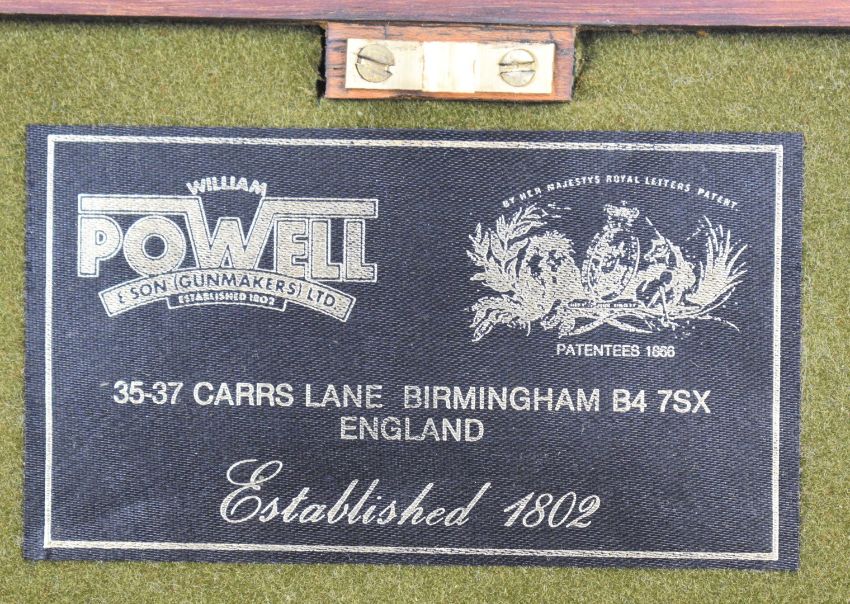 WILLIAM
POWELL
& SON (GUNMAKERS) LTD.
ESTABLISHED 1802
BY HER MAJESTYS ROYAL LETTERS PATENT.
PATENTEES 1866
35-37 CARRS LANE BIRMINGHAM B4 7SX
ENGLAND
Established 1802